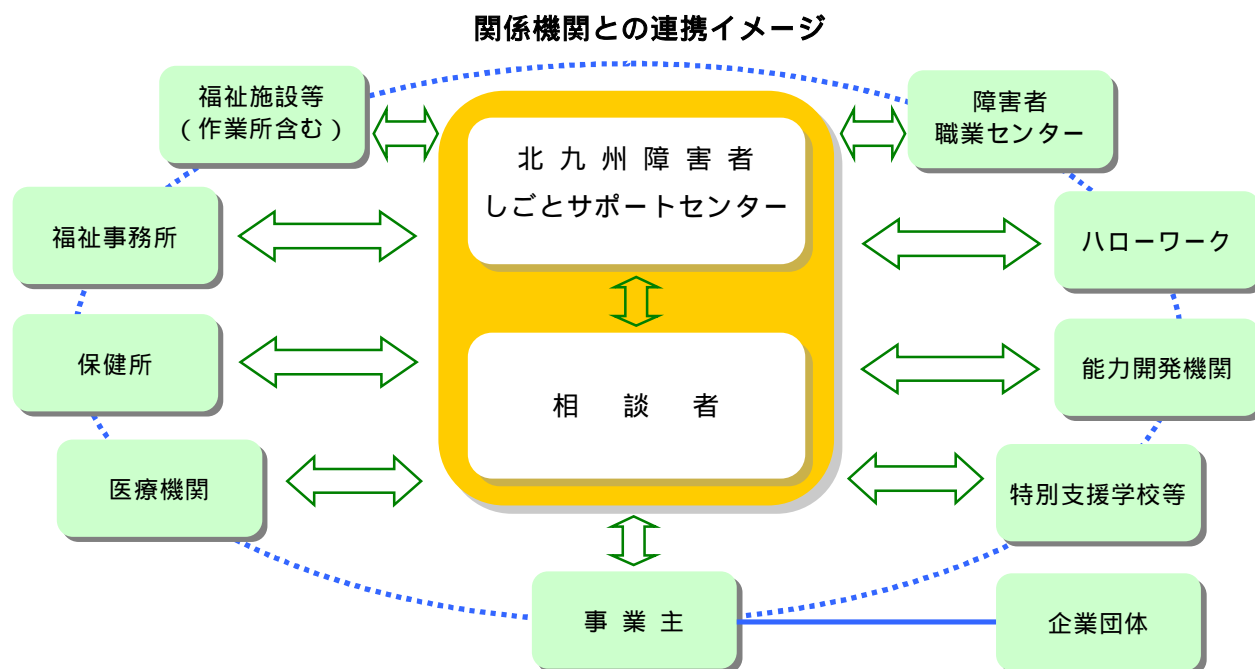 関係機関との連携イメージ
福祉施設等
（作業所含む）
障害者
職業センター
北九州障害者
しごとサポートセンター
福祉事務所
ハローワーク
保健所
能力開発機関
相談者
医療機関
特別支援学校等
事業主
企業団体